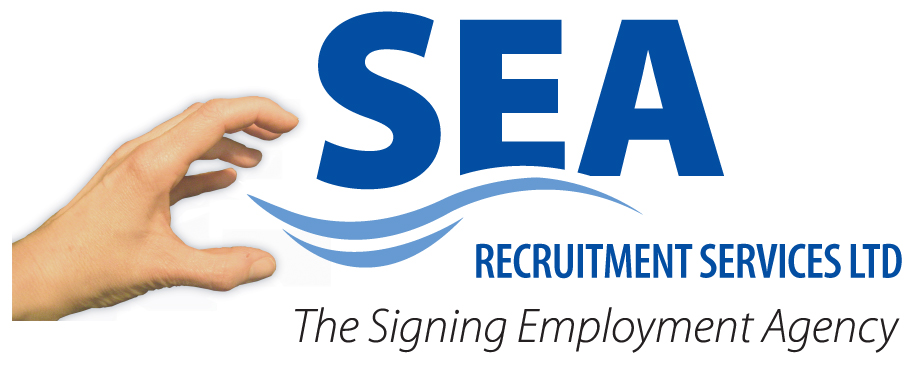 SEA
RECRUITMENT SERVICES LTD
The Signing Employment Agency